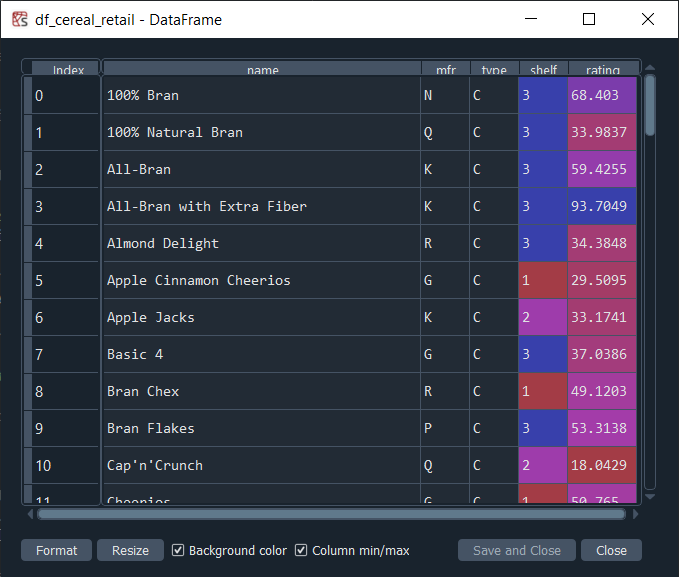 df_cereal_retail - DataFrame
Index name mfr type shelf rating
0 100% Bran N C 3 68.403
1 100% Natural Bran Q C 3 33.9837
2 All-Bran K C 3 59.4255
3 All-Bran with Extra Fiber K C 3 93.7049
4 Almond Delight R C 3 34.3848
5 Apple Cinnamon Cheerios G C 1 29.5095
6 Apple Jacks K C 2 33.1741
7 Basic 4 G C 3 37.0386
8 Bran Chex R C 1 49.1203
9 Bran Flakes P C 3 53.3138
10 Cap'n'Crunch Q C 2 18.0429
11 Cheerios G C 1 50.765
Format Resize Background color Column min/max Save and Close Close